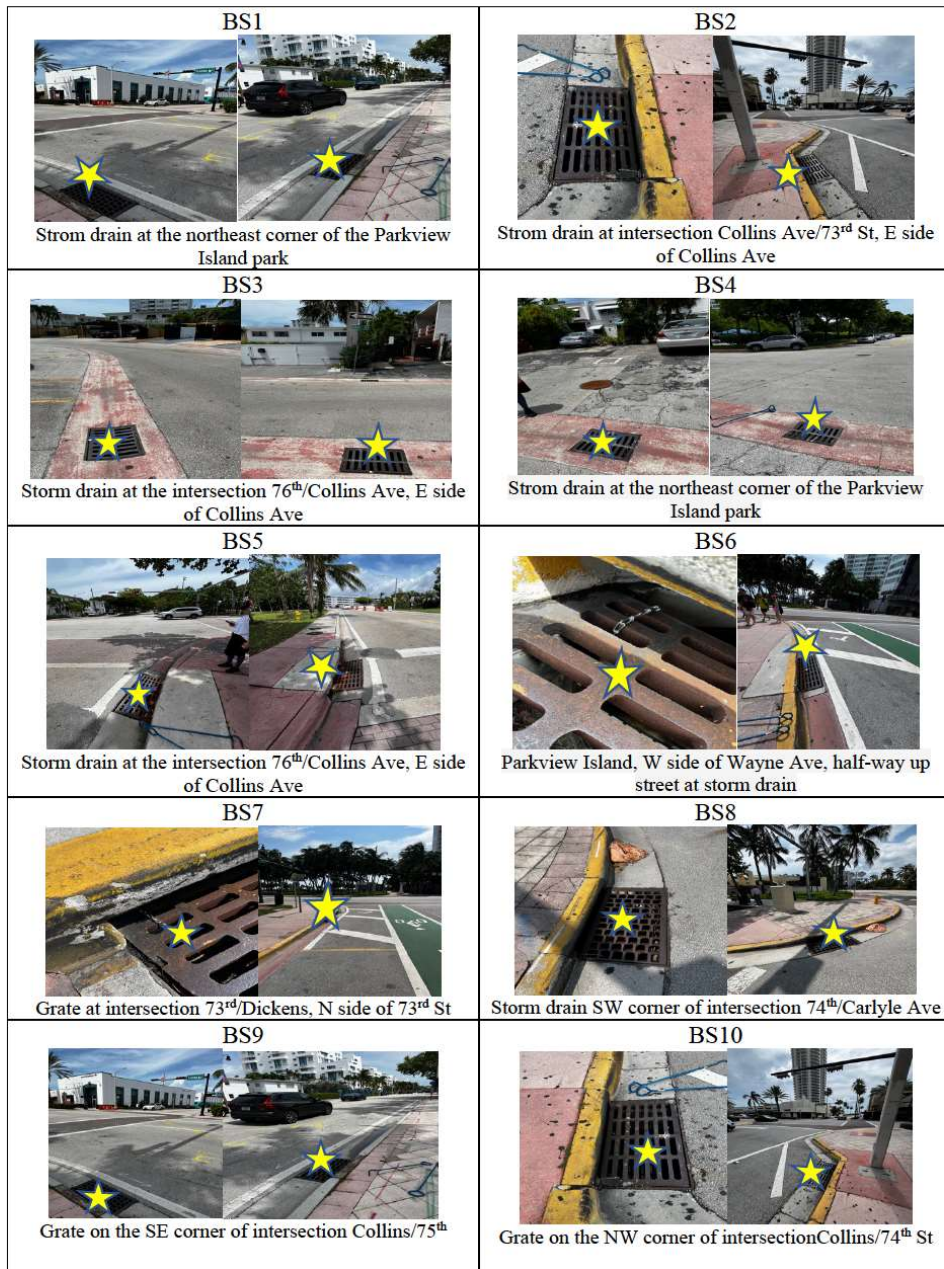 BS1
Strom drain at the northeast corner of the Parkview
Island park
BS2
Strom drain at intersection Collins Ave/73rd St, E side
of Collins Ave
BS3
Storm drain at the intersection 76th/Collins Ave, E side
of Collins Ave
BS4
Strom drain at the northeast corner of the Parkview
Island park
BS5
Storm drain at the intersection 76th/Collins Ave, E side
of Collins Ave
BS6
Parkview Island, W side of Wayne Ave, half-way up
street at storm drain
BS7
Grate at intersection 73rd/Dickens, N side of 73rd St
BS8
Storm drain SW corner of intersection 74th/Carlyle Ave
BS9
Grate on the SE corner of intersection Collins/75th
BS10
Grate on the NW corner of intersectionCollins/74th St